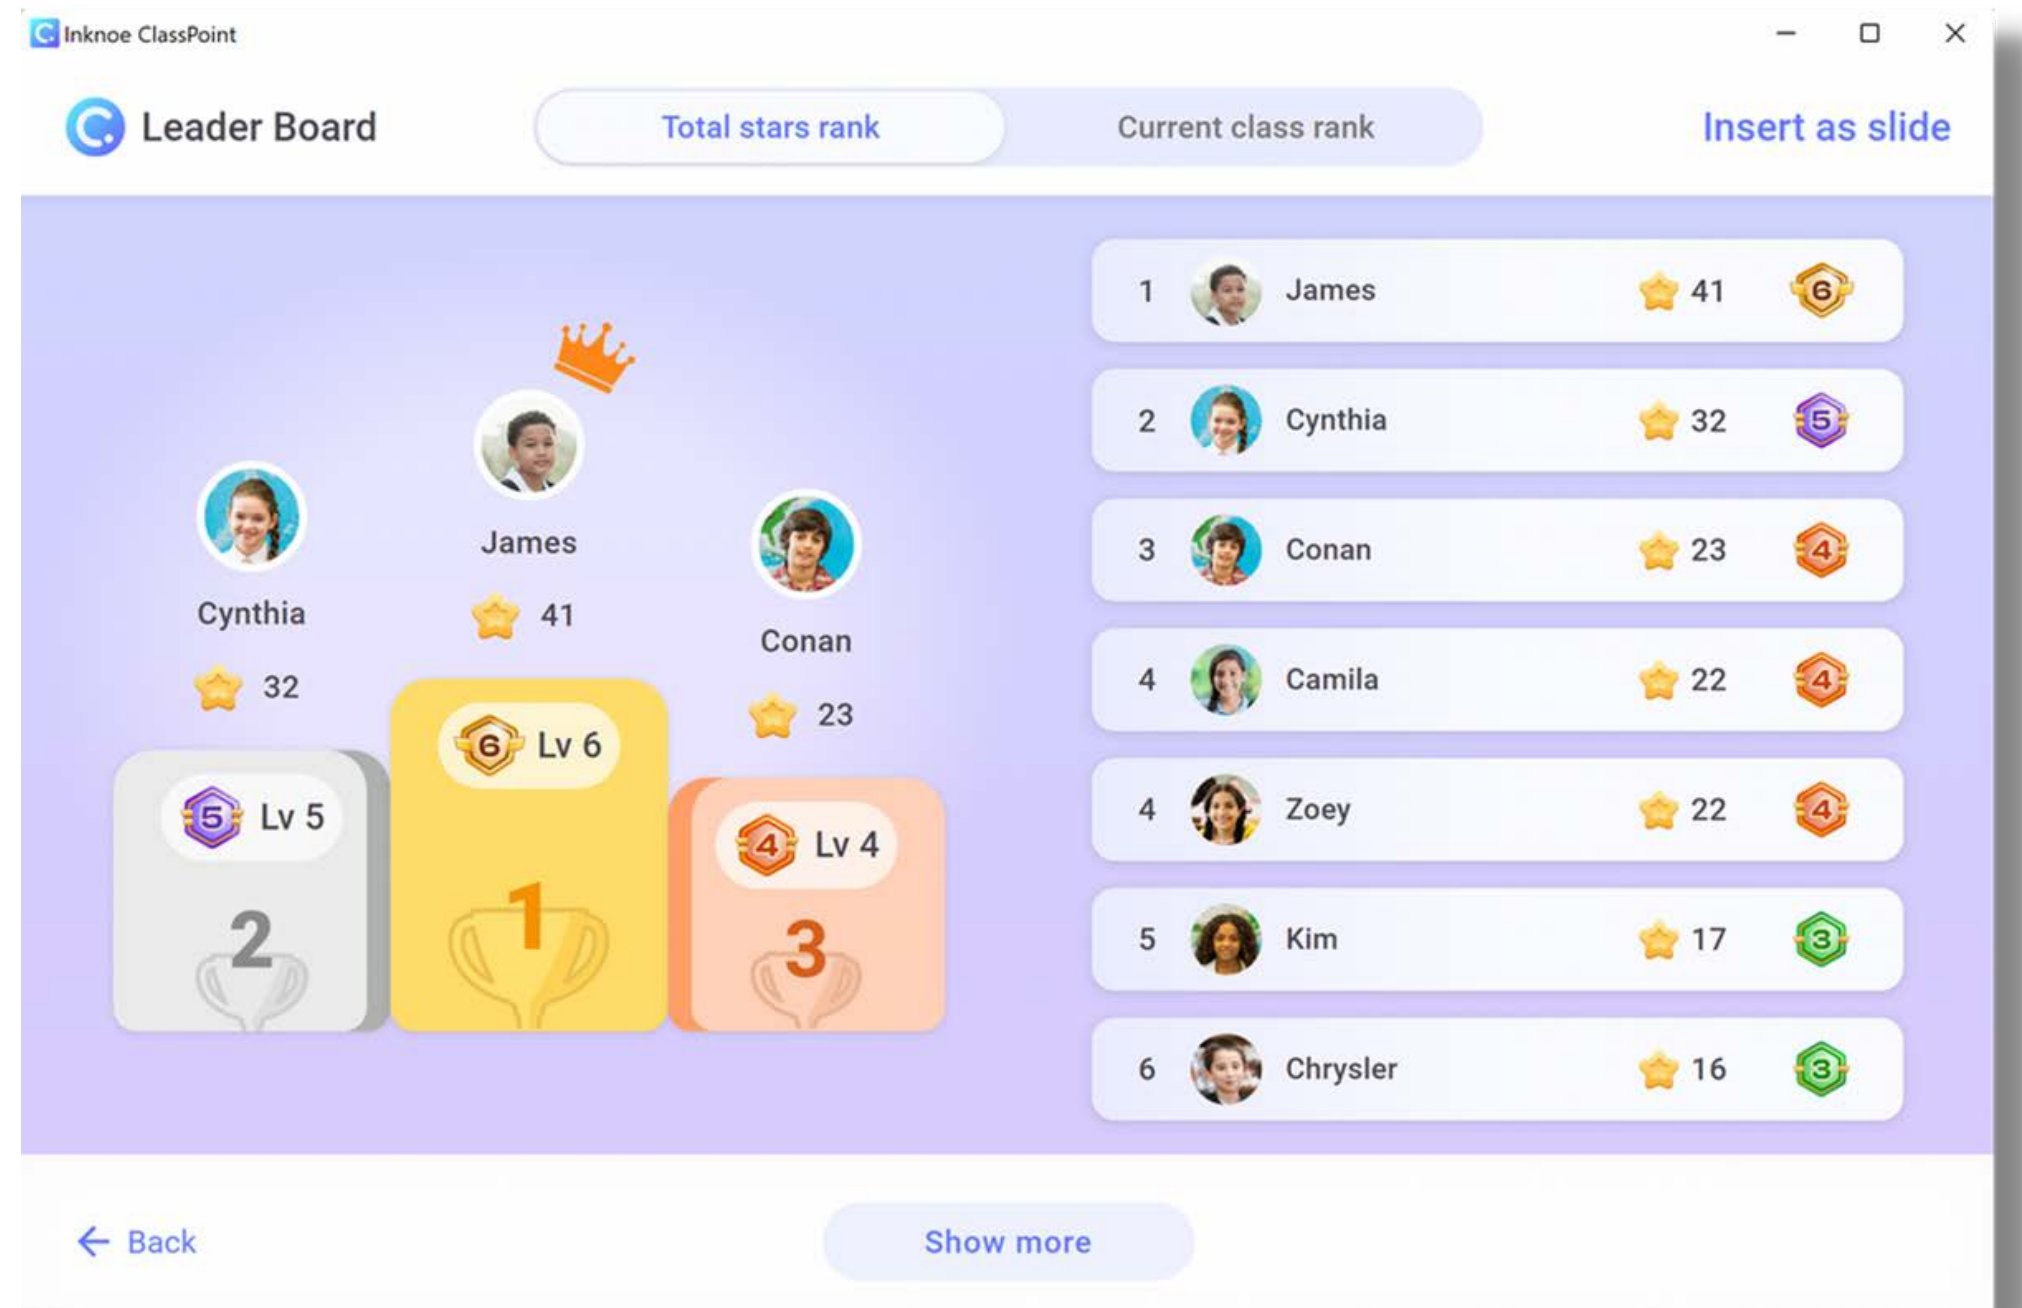 Inknoe ClassPoint
Leader Board
Total stars rank
Current class rank
Insert as slide
Cynthia
32
5 Lv 5
2
James
41
6 Lv 6
1
Conan
23
4 Lv 4
3
1 James 41 6
2 Cynthia 32 5
3 Conan 23 4
4 Camila 22 4
4 Zoey 22 4
5 Kim 17 3
6 Chrysler 16 3
Back
Show more